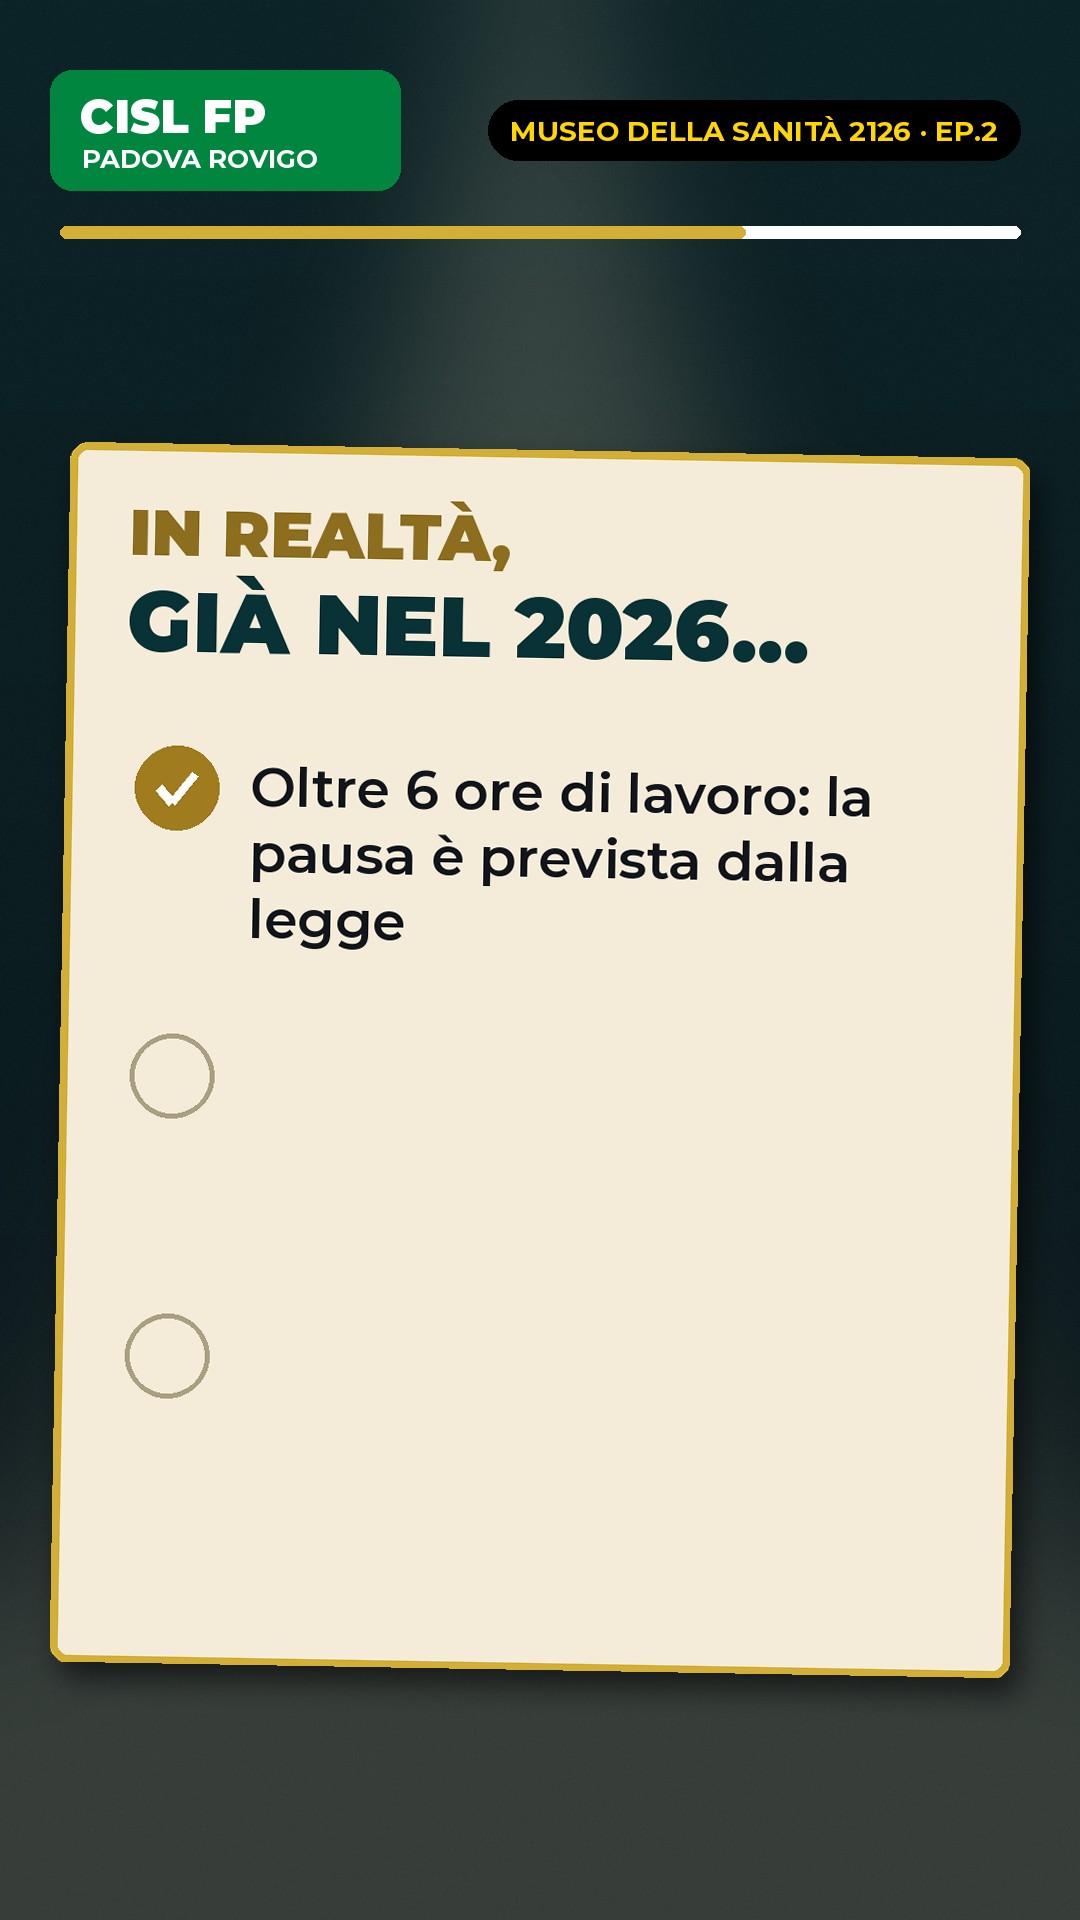 CISL FP
PADOVA ROVIGO
MUSEO DELLA SANITÀ 2126 · EP.2
IN REALTÀ,
GIÀ NEL 2026...
Oltre 6 ore di lavoro: la
pausa è prevista dalla
legge